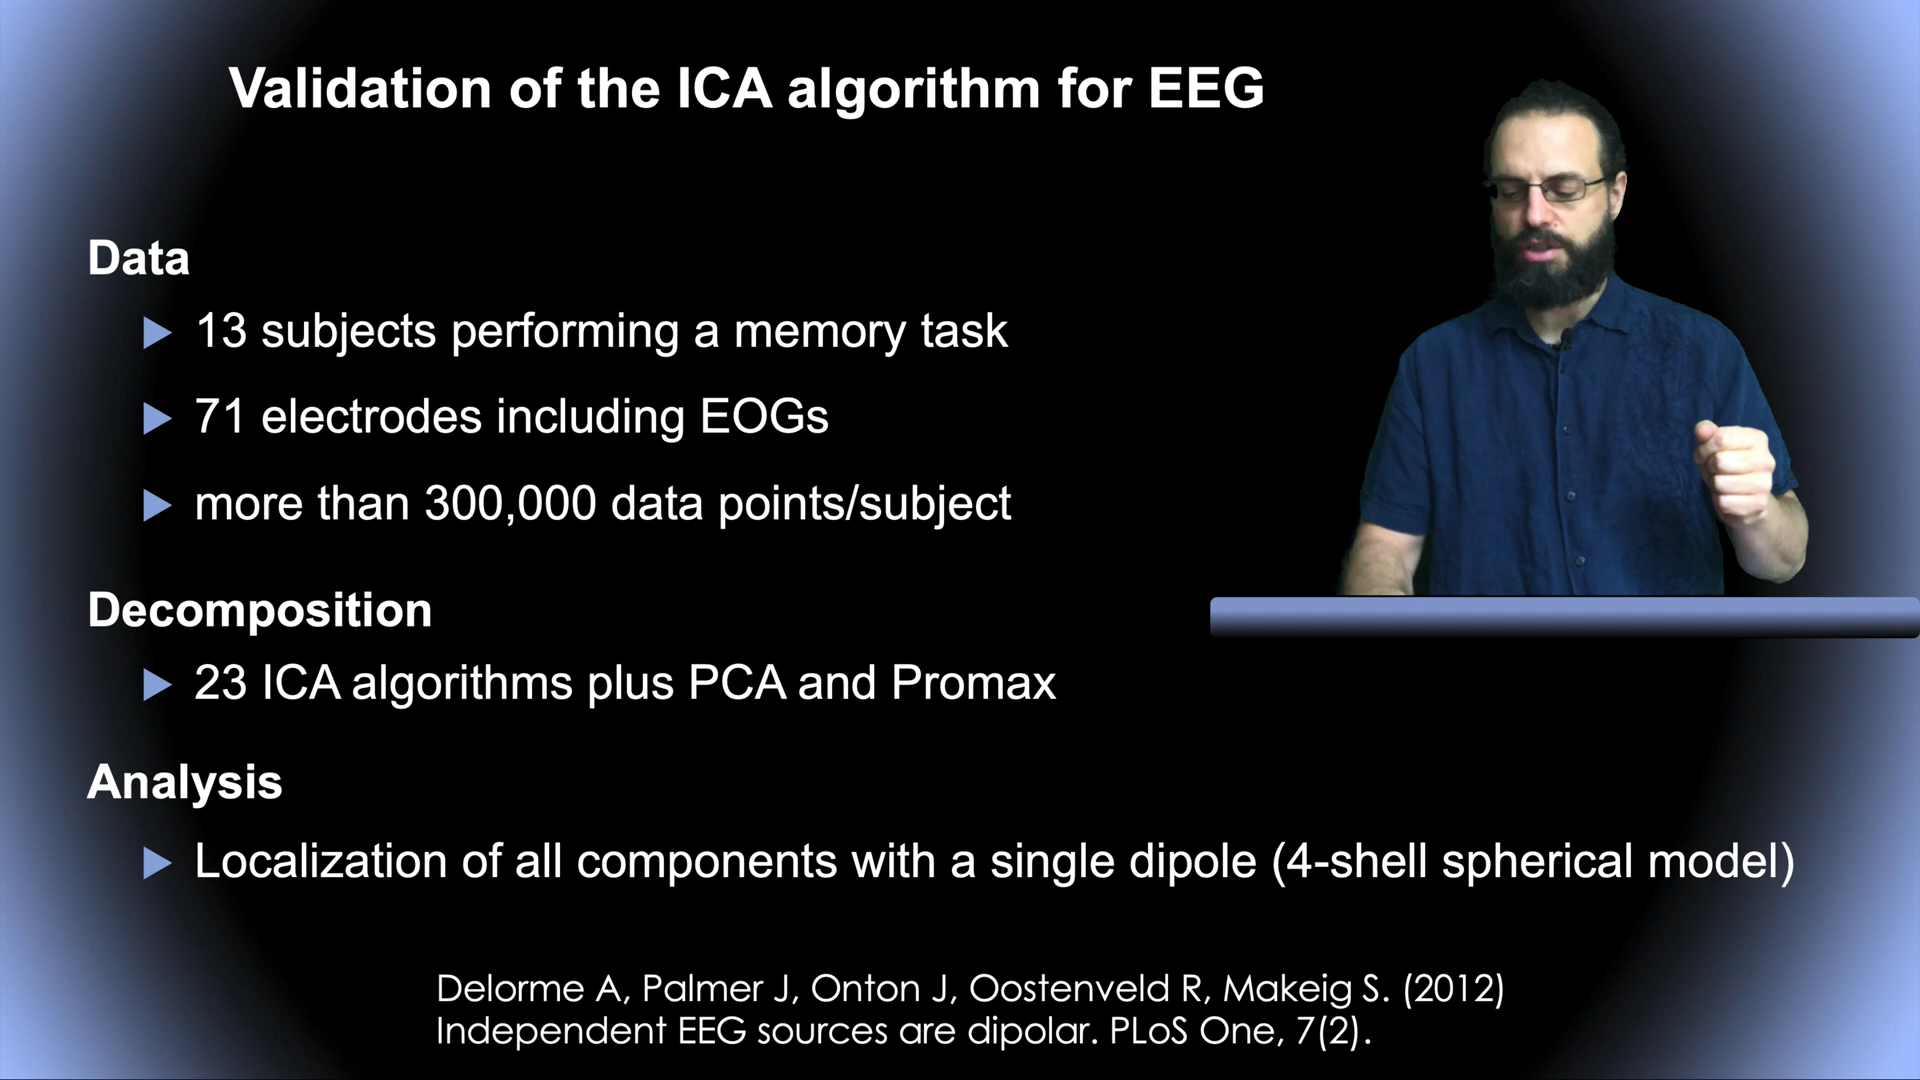 Validation of the ICA algorithm for EEG
Data
13 subjects performing a memory task
71 electrodes including EOGs
more than 300,000 data points/subject
Decomposition
23 ICA algorithms plus PCA and Promax
Analysis
Localization of all components with a single dipole (4-shell spherical model)
Delorme A, Palmer J, Onton J, Oostenveld R, Makeig S. (2012)
Independent EEG sources are dipolar. PLoS One, 7(2).